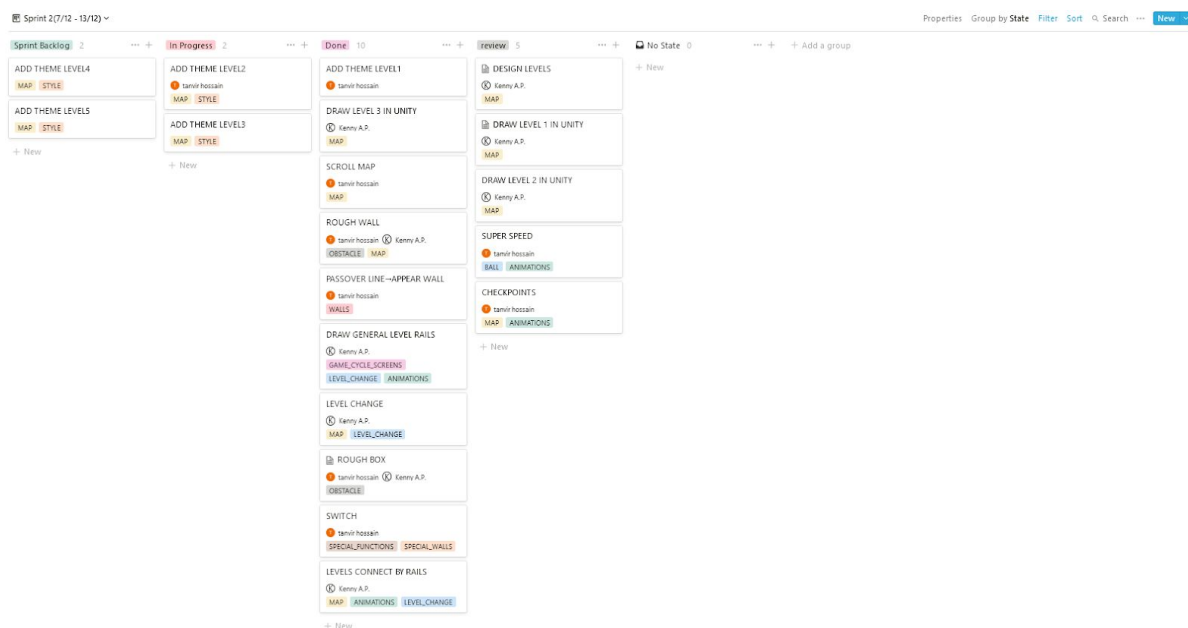 Sprint 2(7/12 - 13/12)
Properties Group by State Filter Sort Search ... New
Sprint Backlog 2
ADD THEME LEVEL4
MAP STYLE
ADD THEME LEVEL5
MAP STYLE
+ New
In Progress 2
ADD THEME LEVEL2
tanvir hossain
MAP STYLE
ADD THEME LEVEL3
MAP STYLE
+ New
Done 10
ADD THEME LEVEL1
tanvir hossain
DRAW LEVEL 3 IN UNITY
Kenny A.P.
MAP
SCROLL MAP
tanvir hossain
MAP
ROUGH WALL
tanvir hossain K Kenny A.P.
OBSTACLE MAP
PASSOVER LINE→APPEAR WALL
tanvir hossain
WALLS
DRAW GENERAL LEVEL RAILS
K Kenny A.P.
GAME_CYCLE_SCREENS
LEVEL_CHANGE ANIMATIONS
LEVEL CHANGE
K Kenny A.P.
MAP LEVEL_CHANGE
ROUGH BOX
tanvir hossain K Kenny A.P.
OBSTACLE
SWITCH
tanvir hossain
SPECIAL_FUNCTIONS SPECIAL_WALLS
LEVELS CONNECT BY RAILS
K Kenny A.P.
MAP ANIMATIONS LEVEL_CHANGE
+ New
review 5
DESIGN LEVELS
K Kenny A.P.
MAP
DRAW LEVEL 1 IN UNITY
K Kenny A.P.
MAP
DRAW LEVEL 2 IN UNITY
K Kenny A.P.
MAP
SUPER SPEED
tanvir hossain
BALL ANIMATIONS
CHECKPOINTS
tanvir hossain
MAP ANIMATIONS
+ New
No State 0
+ New
+ Add a group